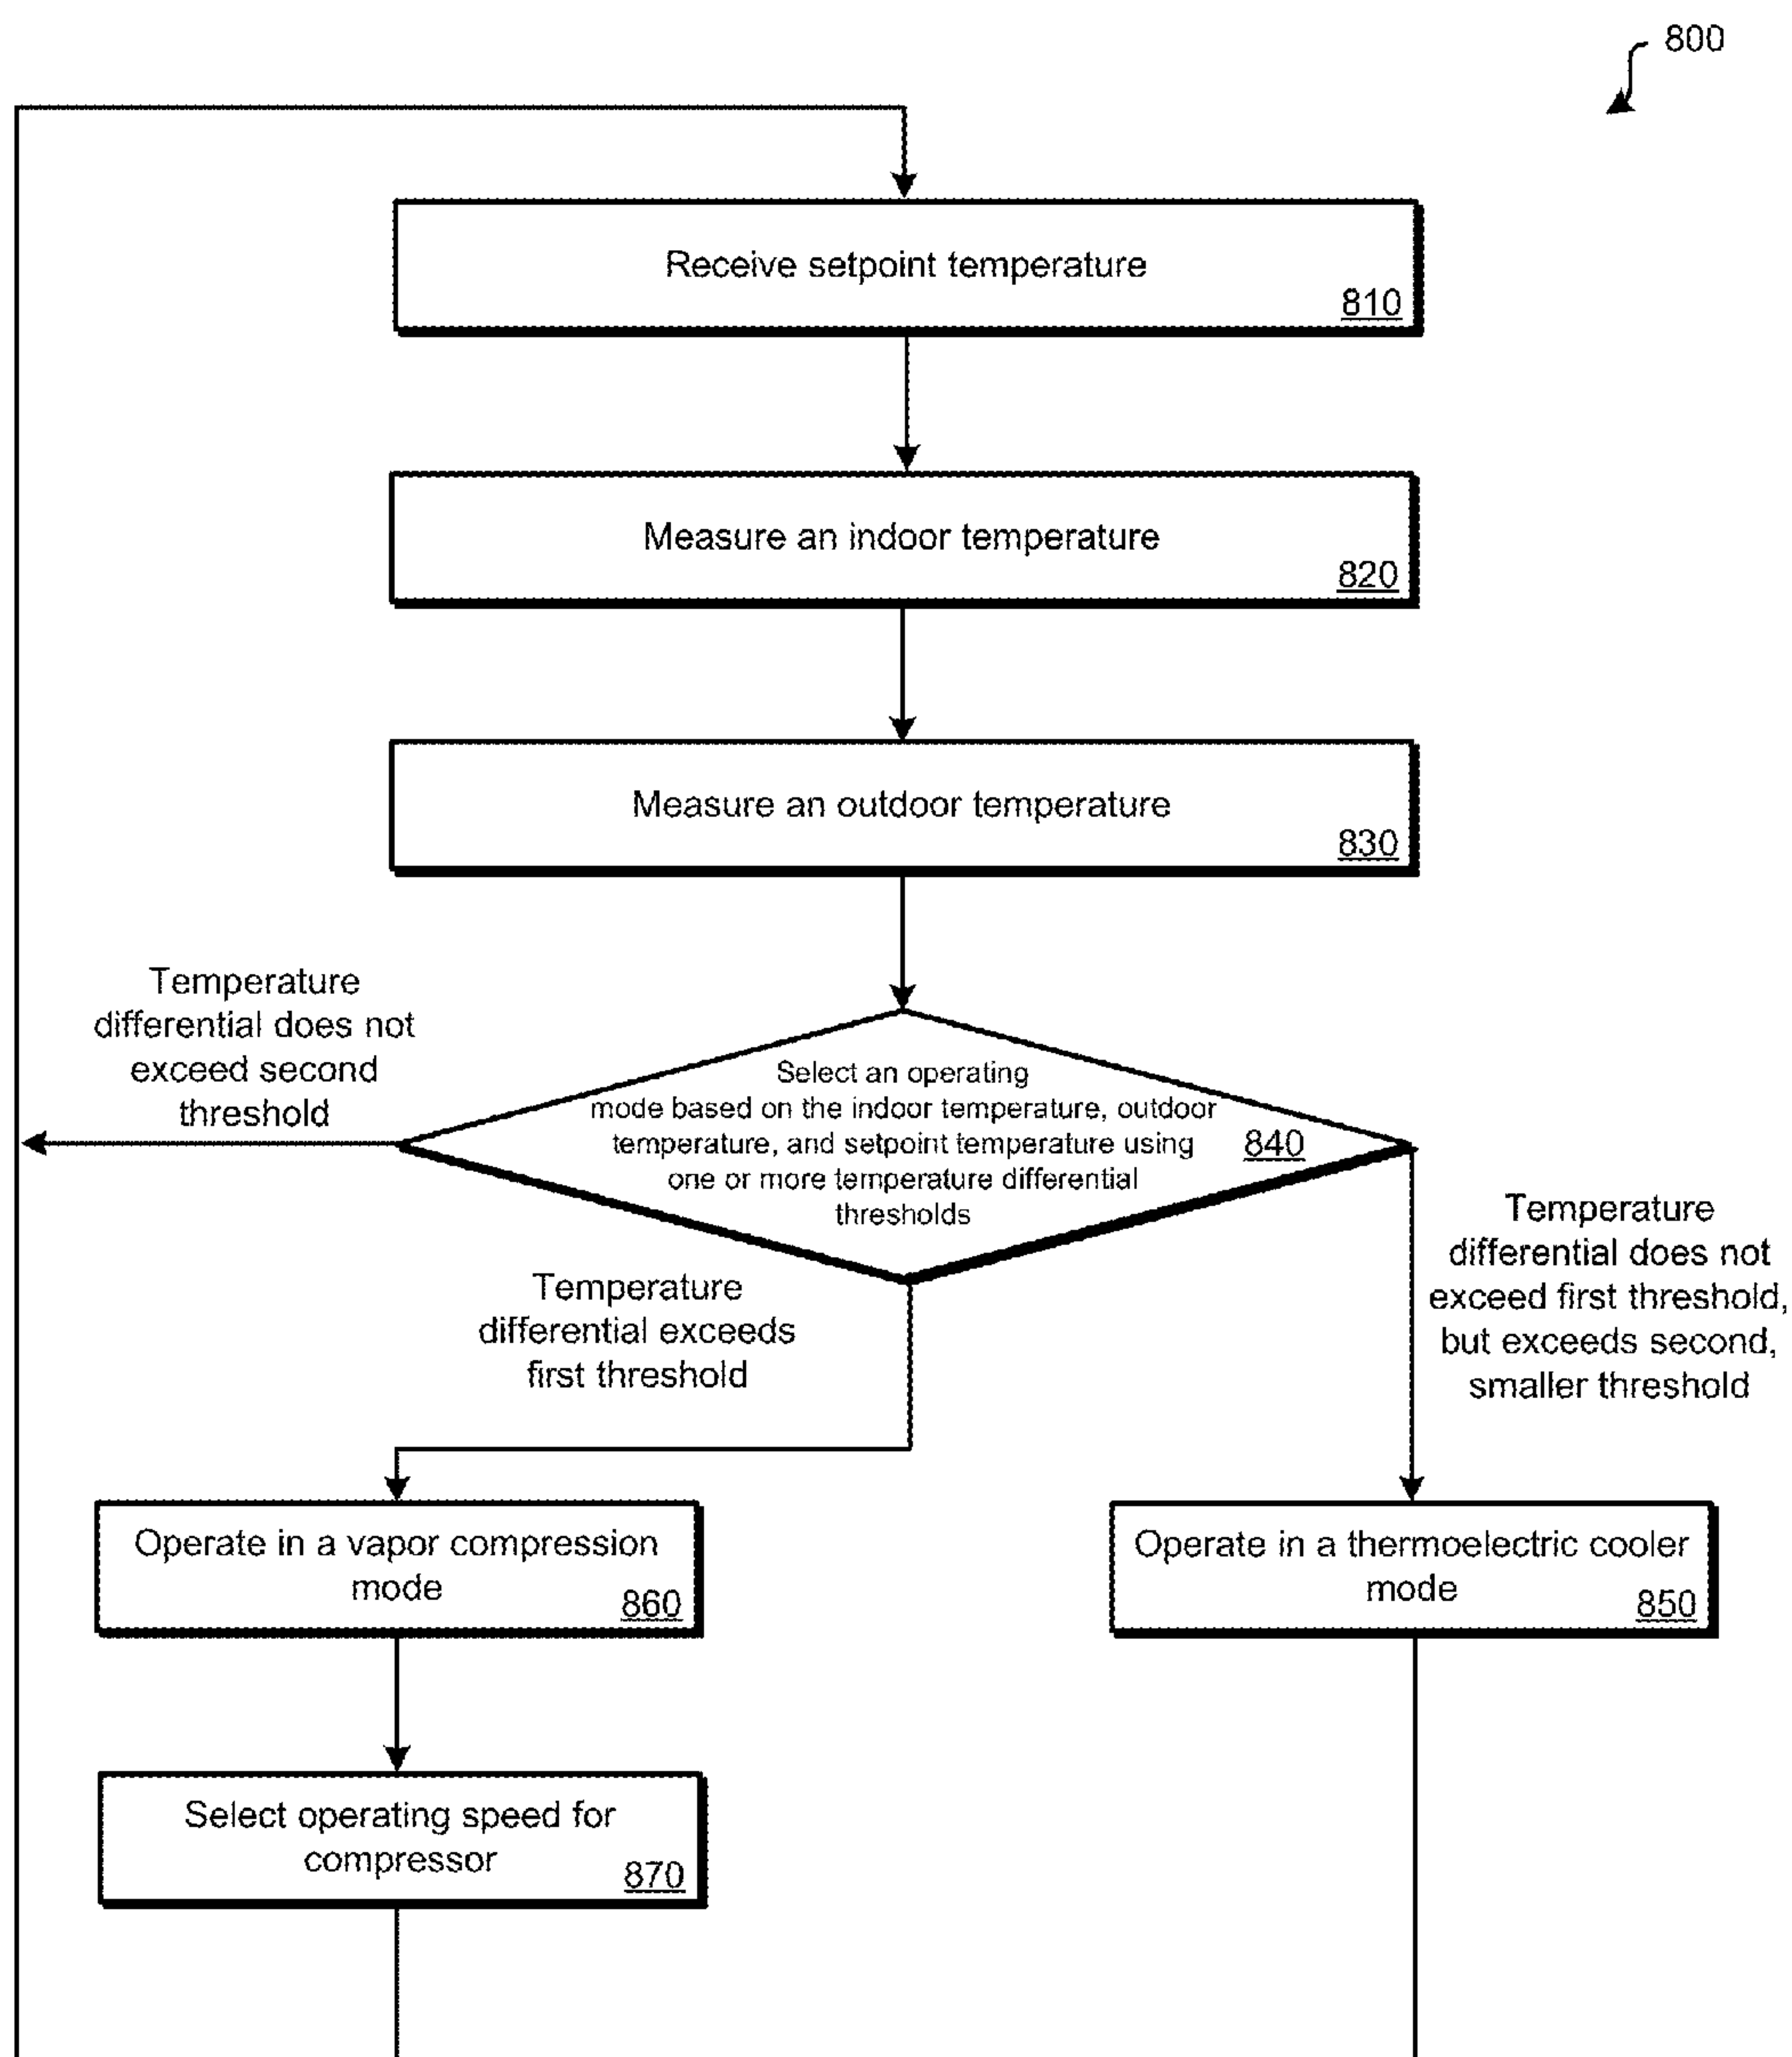 800
Receive setpoint temperature
810
Measure an indoor temperature
820
Measure an outdoor temperature
830
Temperature
differential does not
exceed second
threshold
Select an operating
mode based on the indoor temperature, outdoor
temperature, and setpoint temperature using
one or more temperature differential
thresholds
840
Temperature
differential exceeds
first threshold
Temperature
differential does not
exceed first threshold,
but exceeds second,
smaller threshold
Operate in a vapor compression
mode
860
Operate in a thermoelectric cooler
mode
850
Select operating speed for
compressor
870